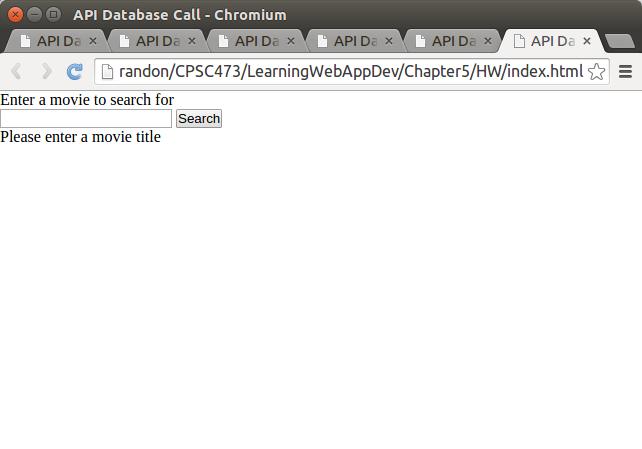 API Database Call - Chromium
API Da API Da API Da API Da API Da API Da
randon/CPSC473/LearningWebAppDev/Chapter5/HW/index.html
Enter a movie to search for
Search
Please enter a movie title